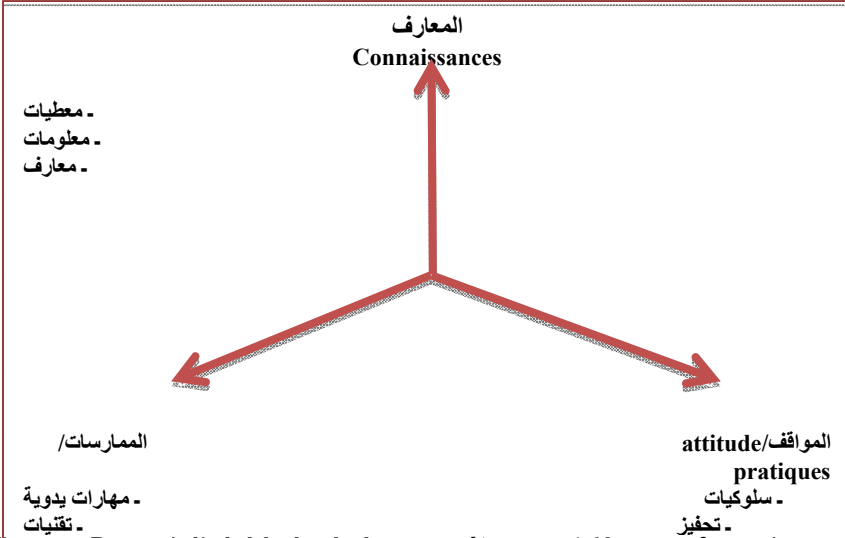 المعارف
Connaissances
ـ معطيات
ـ معلومات
ـ معارف
الممارسات/
المواقف/attitude
pratiques
ـ مهارات يدوية
ـ سلوكيات
ـ تقنيات
ـ تحفيز